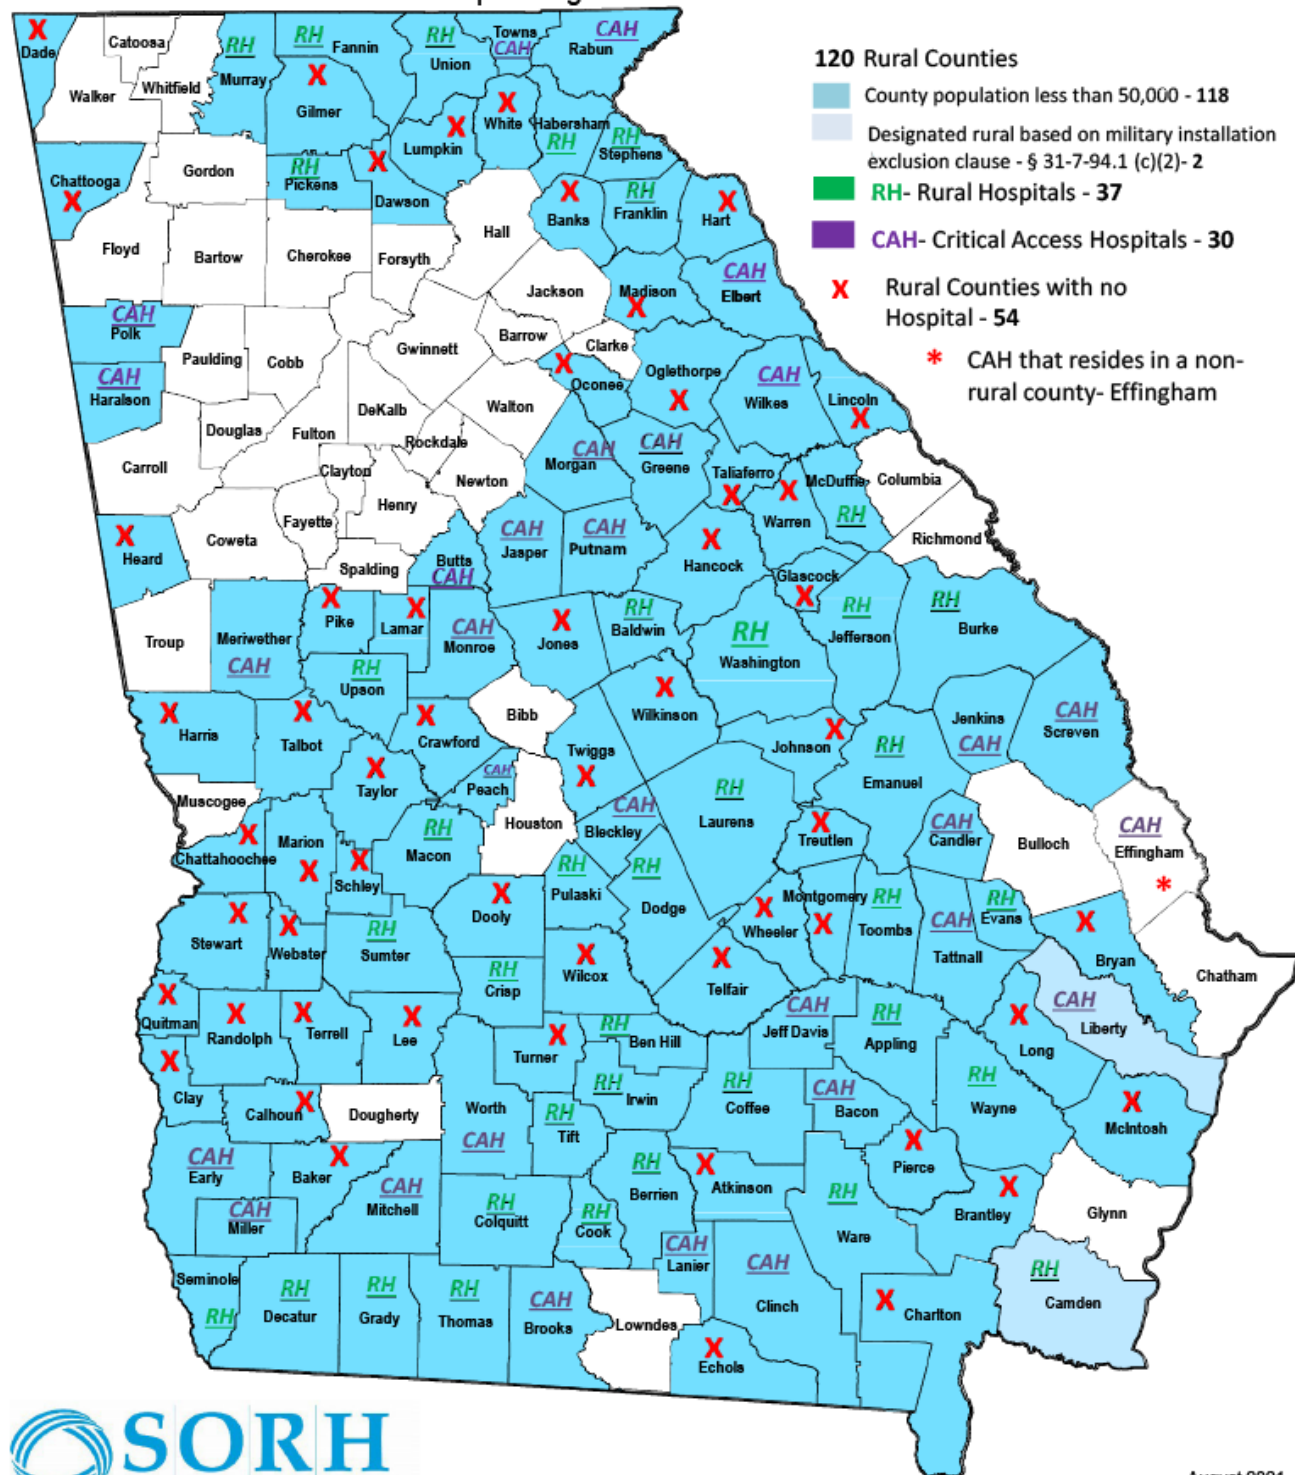 120 Rural Counties
County population less than 50,000 - 118
Designated rural based on military installation
exclusion clause - § 31-7-94.1 (c)(2)- 2
RH- Rural Hospitals - 37
CAH- Critical Access Hospitals - 30
X Rural Counties with no
Hospital - 54
* CAH that resides in a non-
rural county- Effingham
X Dade
Catoosa
Walker
Whitfield
RH Murray
RH Fannin
X Gilmer
RH Union
Towns CAH
CAH Rabun
X White
X Lumpkin
Habersham RH
RH Stephens
X Chattooga
Gordon
RH Pickens
X Dawson
Hall
X Banks
RH Franklin
X Hart
Floyd
Bartow
Cherokee
Forsyth
Jackson
Madison X
CAH Elbert
CAH Polk
Paulding
Cobb
Gwinnett
Barrow
Clarke
X Oconee
Oglethorpe X
CAH Wilkes
Lincoln X
CAH Haralson
Douglas
Fulton
DeKalb
Rockdale
Walton
Carroll
Clayton
Newton
CAH Morgan
CAH Greene
Taliaferro X
X Warren
McDuffie RH
Columbia
Richmond
X Heard
Coweta
Fayette
Henry
Spalding
Butts CAH
CAH Jasper
CAH Putnam
X Hancock
Glascock X
RH Jefferson
RH Burke
Troup
Meriwether CAH
X Pike
X Lamar
CAH Monroe
X Jones
RH Baldwin
RH Washington
RH Upson
X Harris
X Talbot
X Crawford
Bibb
X Wilkinson
Twiggs X
Johnson X
RH Emanuel
Jenkins CAH
CAH Screven
Muscogee
X Taylor
CAH Peach
Houston
CAH Bleckley
RH Laurens
X Treutlen
CAH Candler
Bulloch
CAH Effingham *
X Chattahoochee
Marion X
X Schley
RH Macon
RH Pulaski
RH Dodge
X Dooly
X Wheeler
Montgomery X
RH Toombs
CAH Tattnall
RH Evans
X Bryan
Chatham
X Stewart
X Webster
RH Sumter
RH Crisp
X Wilcox
X Telfair
X Quitman
X Randolph
X Terrell
X Lee
X Turner
RH Ben Hill
CAH Jeff Davis
RH Appling
X Long
CAH Liberty
X Clay
Calhoun X
Dougherty
Worth CAH
RH Tift
RH Irwin
RH Coffee
CAH Bacon
RH Wayne
X McIntosh
CAH Early
X Baker
CAH Mitchell
CAH Miller
RH Colquitt
RH Cook
RH Berrien
X Atkinson
RH Ware
X Pierce
X Brantley
Glynn
Seminole RH
RH Decatur
RH Grady
RH Thomas
CAH Brooks
Lowndes
CAH Lanier
CAH Clinch
X Echols
X Charlton
RH Camden
SORH